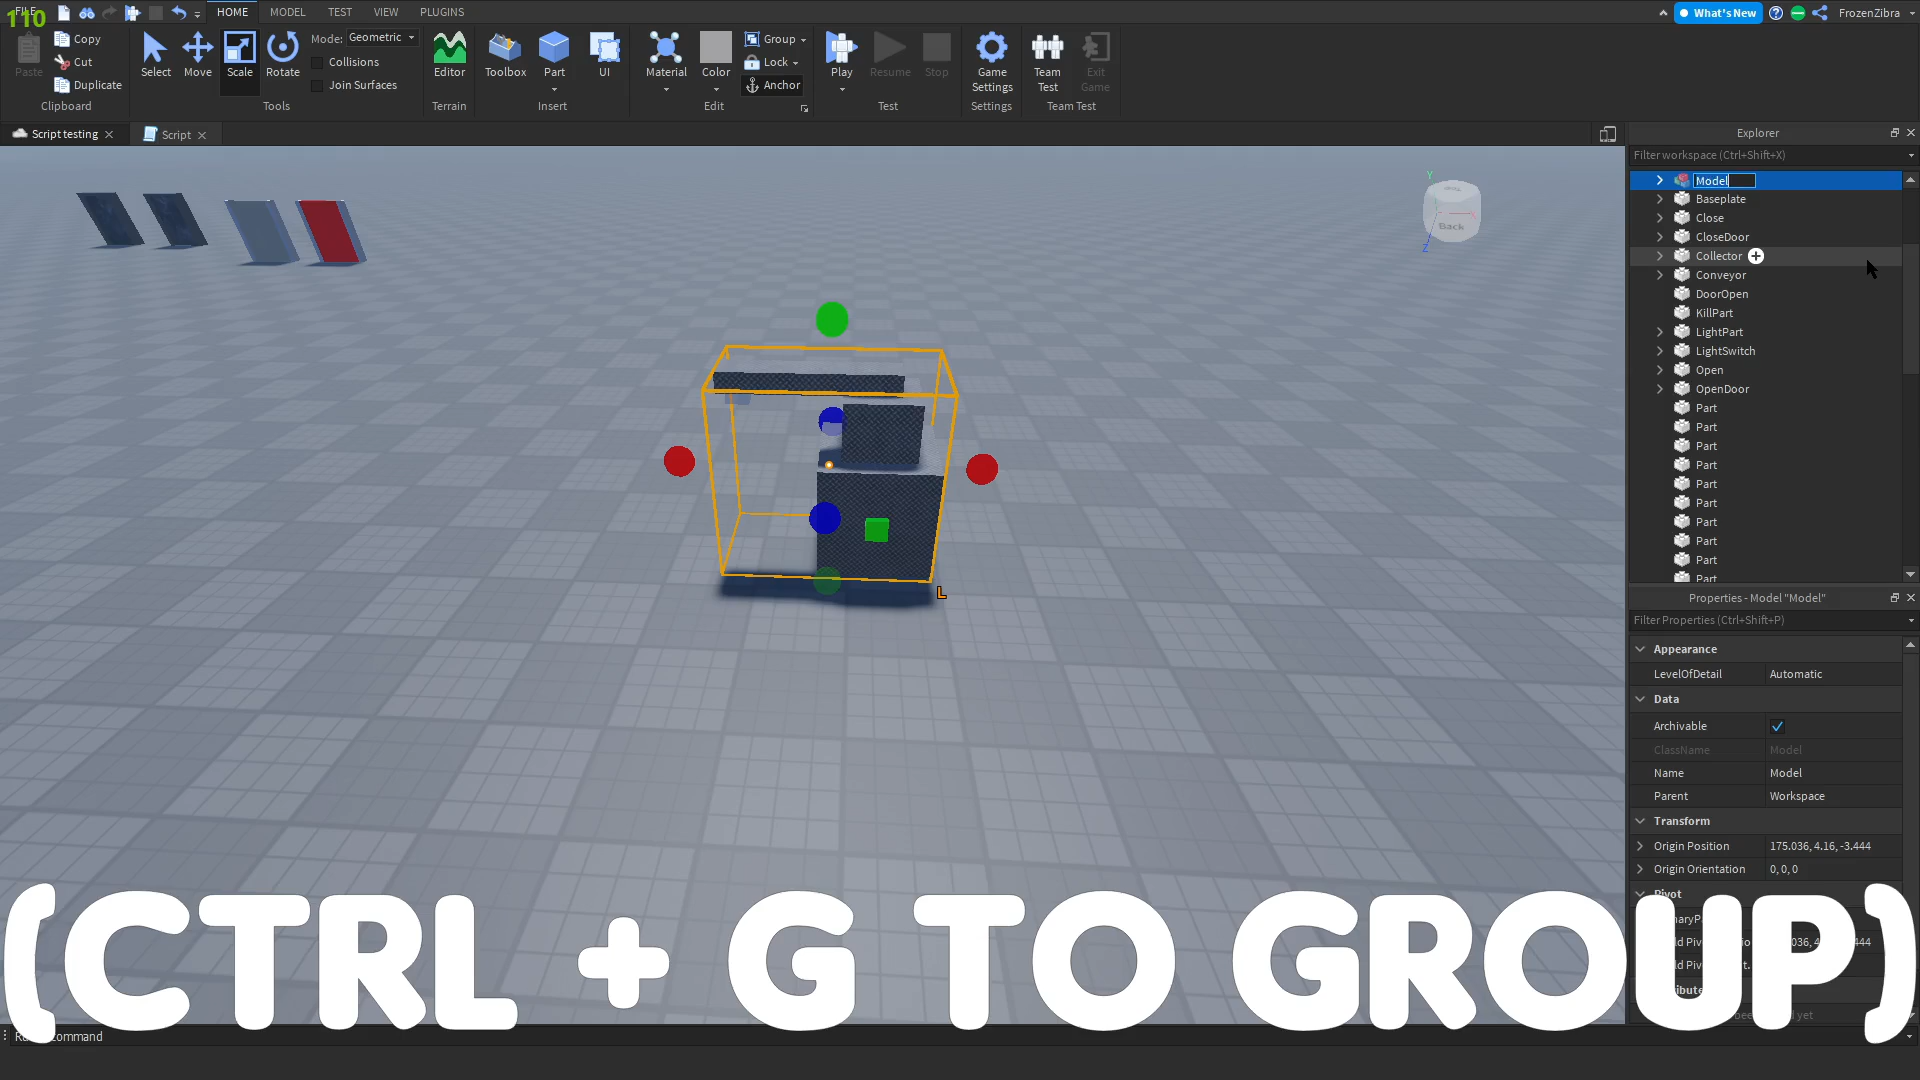 110
FILE
HOME
MODEL
TEST
VIEW
PLUGINS
What's New
FrozenZibra
Paste
Copy
Cut
Duplicate
Clipboard
Select
Move
Scale
Rotate
Mode: Geometric
Collisions
Join Surfaces
Tools
Editor
Terrain
Toolbox
Part
UI
Insert
Material
Color
Group
Lock
Anchor
Edit
Play
Resume
Stop
Test
Game Settings
Settings
Team Test
Exit Game
Team Test
Script testing
Script
Explorer
Filter workspace (Ctrl+Shift+X)
Model
Baseplate
Close
CloseDoor
Collector
Conveyor
DoorOpen
KillPart
LightPart
LightSwitch
Open
OpenDoor
Part
Part
Part
Part
Part
Part
Part
Part
Part
Part
Y
X
Z
Back
L
Properties - Model "Model"
Filter Properties (Ctrl+Shift+P)
Appearance
LevelOfDetail Automatic
Data
Archivable
ClassName Model
Name Model
Parent Workspace
Transform
Origin Position 175.036, 4.16, -3.444
Origin Orientation 0, 0, 0
Pivot
(CTRL + G TO GROUP)